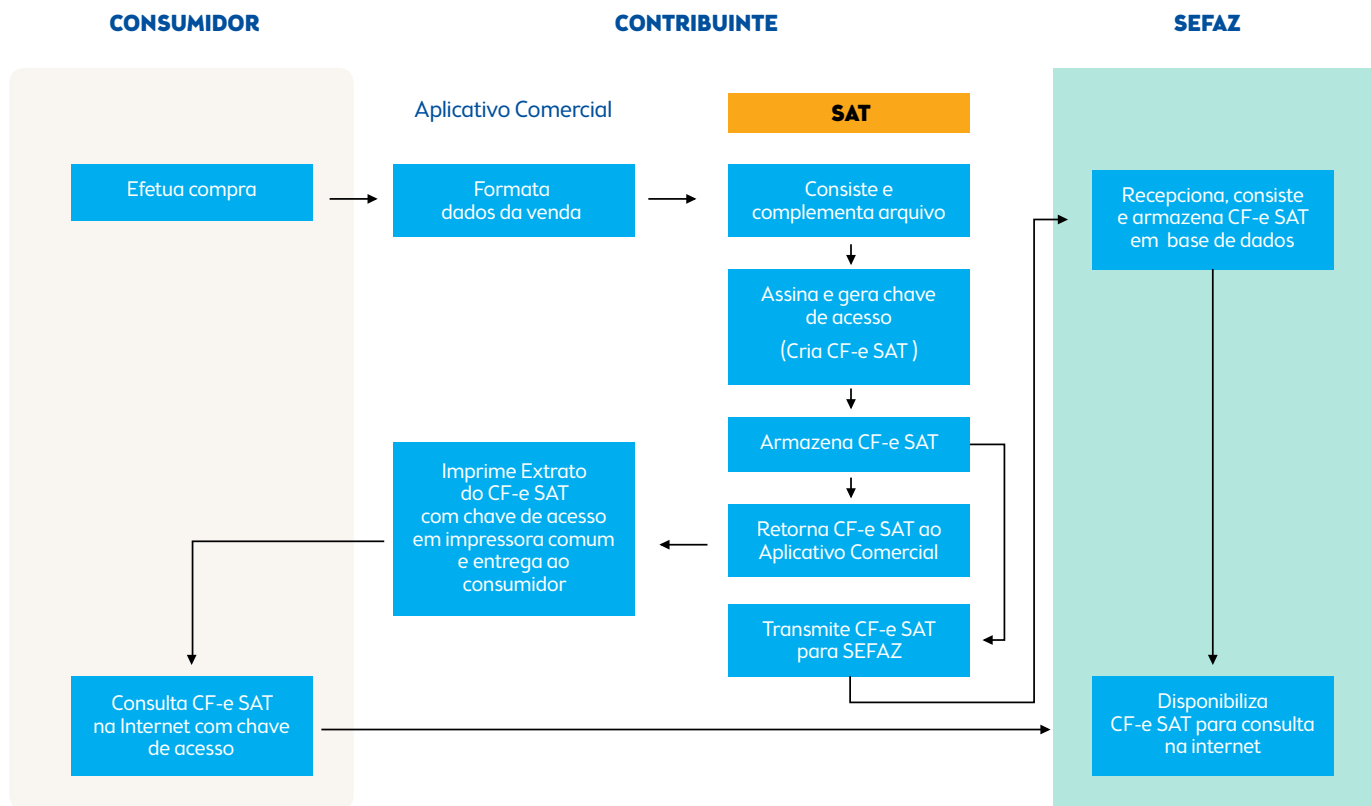 CONSUMIDOR
CONTRIBUINTE
SEFAZ
Aplicativo Comercial
SAT
Efetua compra
Formata
dados da venda
Consiste e
complementa arquivo
Recepciona, consiste
e armazena CF-e SAT
em base de dados
Assina e gera chave
de acesso
(Cria CF-e SAT )
Armazena CF-e SAT
Imprime Extrato
do CF-e SAT
com chave de acesso
em impressora comum
e entrega ao
consumidor
Retorna CF-e SAT ao
Aplicativo Comercial
Transmite CF-e SAT
para SEFAZ
Consulta CF-e SAT
na Internet com chave
de acesso
Disponibiliza
CF-e SAT para consulta
na internet